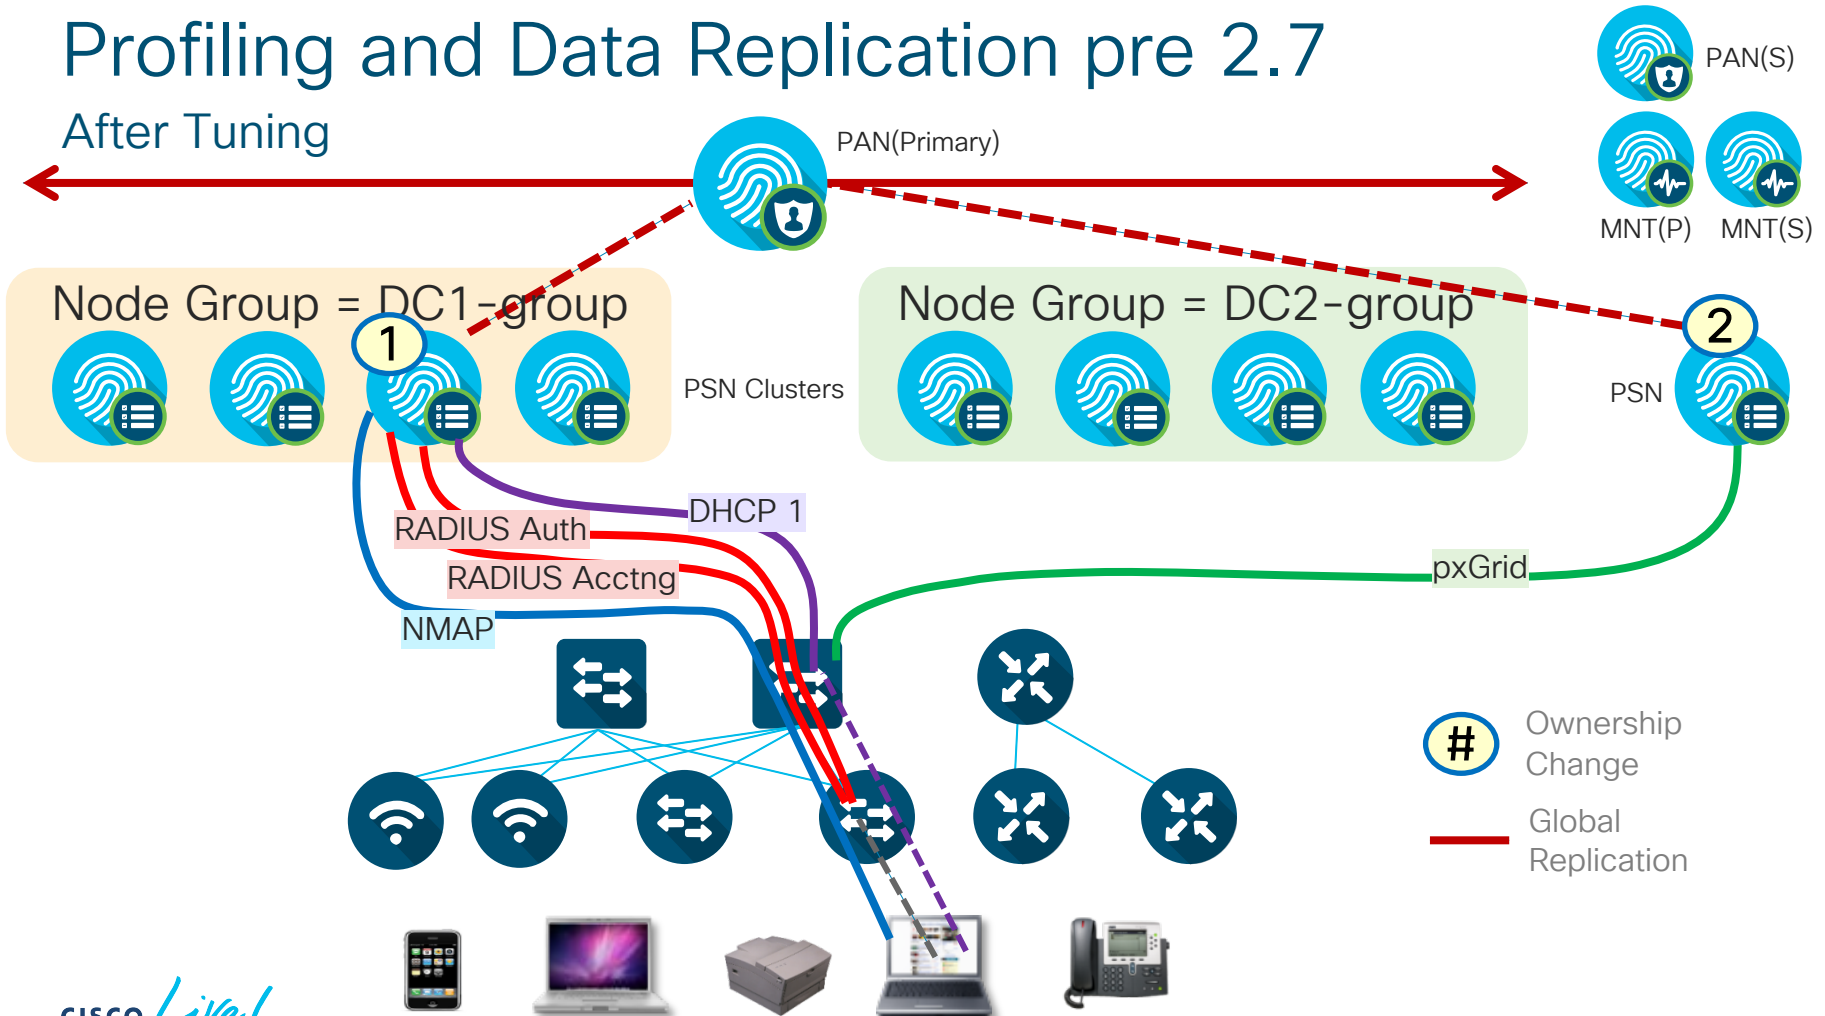 Profiling and Data Replication pre 2.7
After Tuning
PAN(Primary)
PAN(S)
MNT(P)
MNT(S)
Node Group = DC1-group
Node Group = DC2-group
1
2
PSN Clusters
PSN
DHCP 1
RADIUS Auth
RADIUS Acctng
NMAP
pxGrid
#
Ownership
Change
Global
Replication
cisco Live!